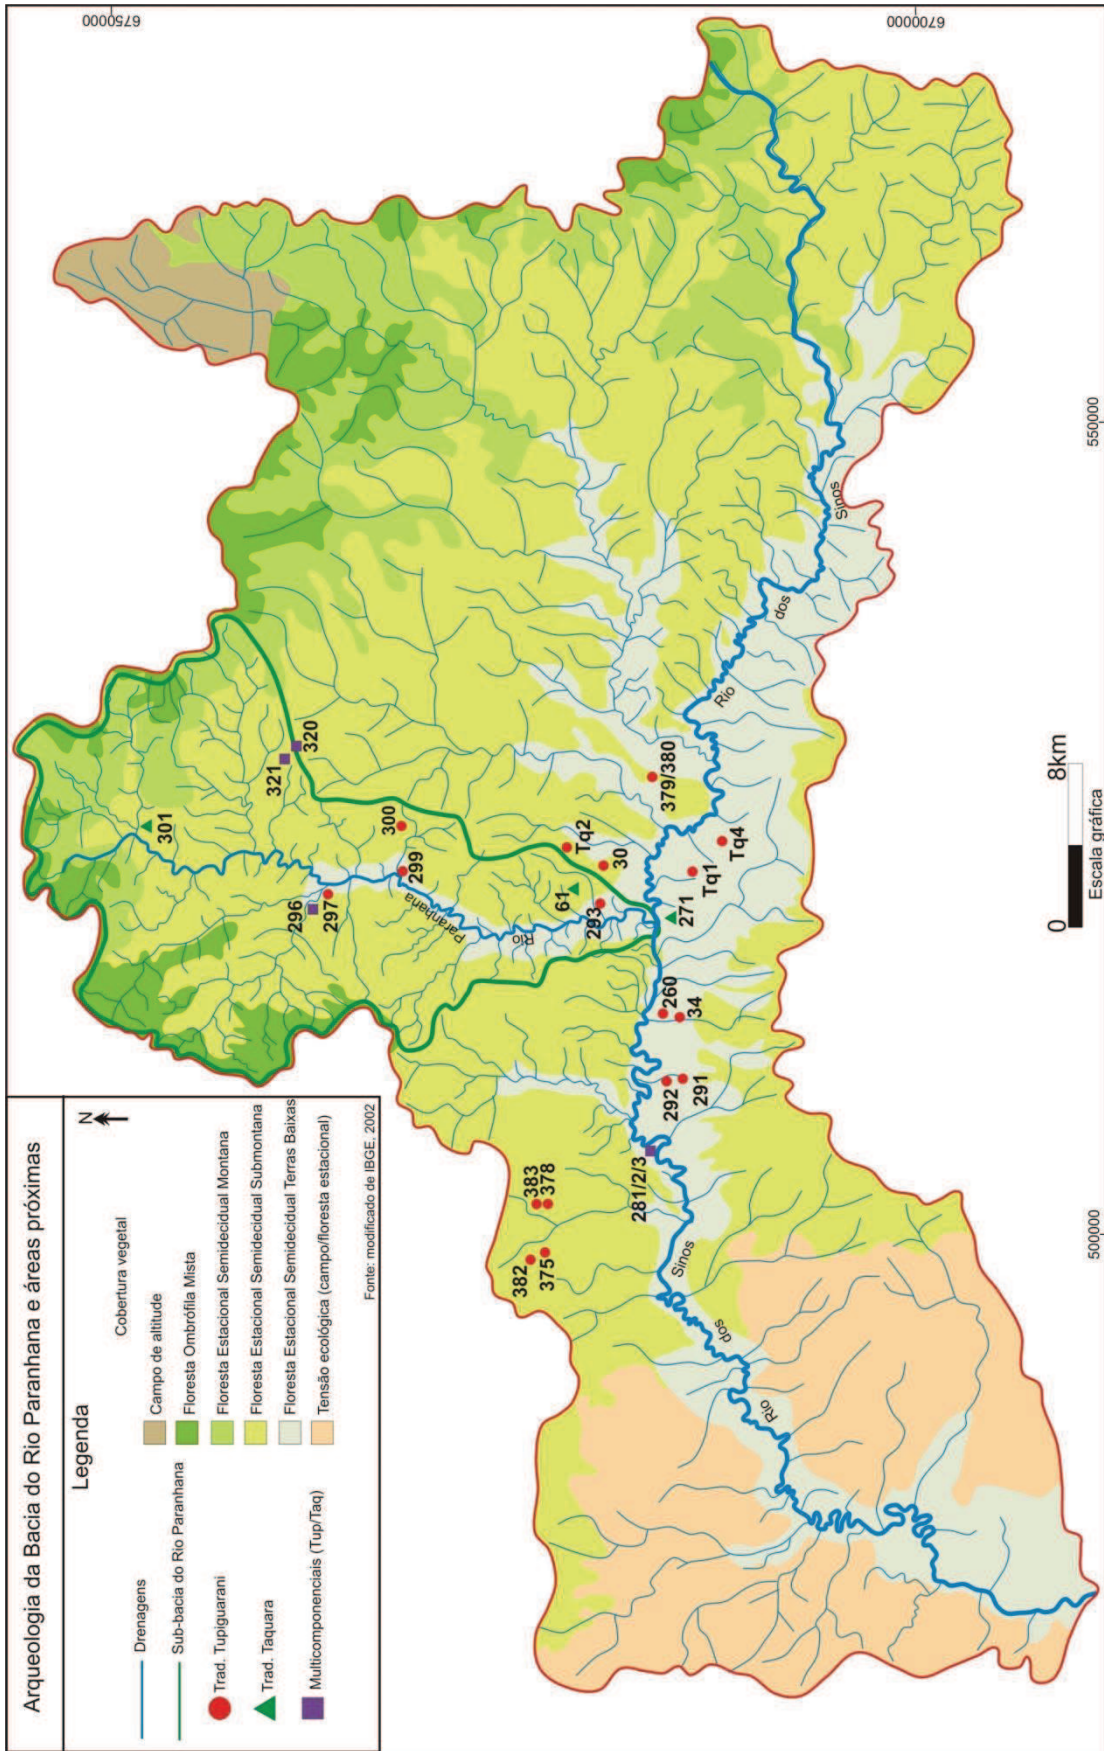 Arqueologia da Bacia do Rio Paranhana e áreas próximas
Legenda
N
Drenagens
Sub-bacia do Rio Paranhana
Trad. Tupiguarani
Trad. Taquara
Multicomponenciais (Tup/Taq)
Cobertura vegetal
Campo de altitude
Floresta Ombrófila Mista
Floresta Estacional Semidecidual Montana
Floresta Estacional Semidecidual Submontana
Floresta Estacional Semidecidual Terras Baixas
Tensão ecológica (campo/floresta estacional)
Fonte: modificado de IBGE, 2002
6750000
6700000
301
321
320
296
297
300
299
Rio
Paranhana
Tq2
61
30
293
382
383
375
378
379/380
281/2/3
260
34
271
292
291
Tq1
Tq4
Rio
dos
Sinos
Rio
dos
Sinos
500000
550000
0
8km
Escala gráfica